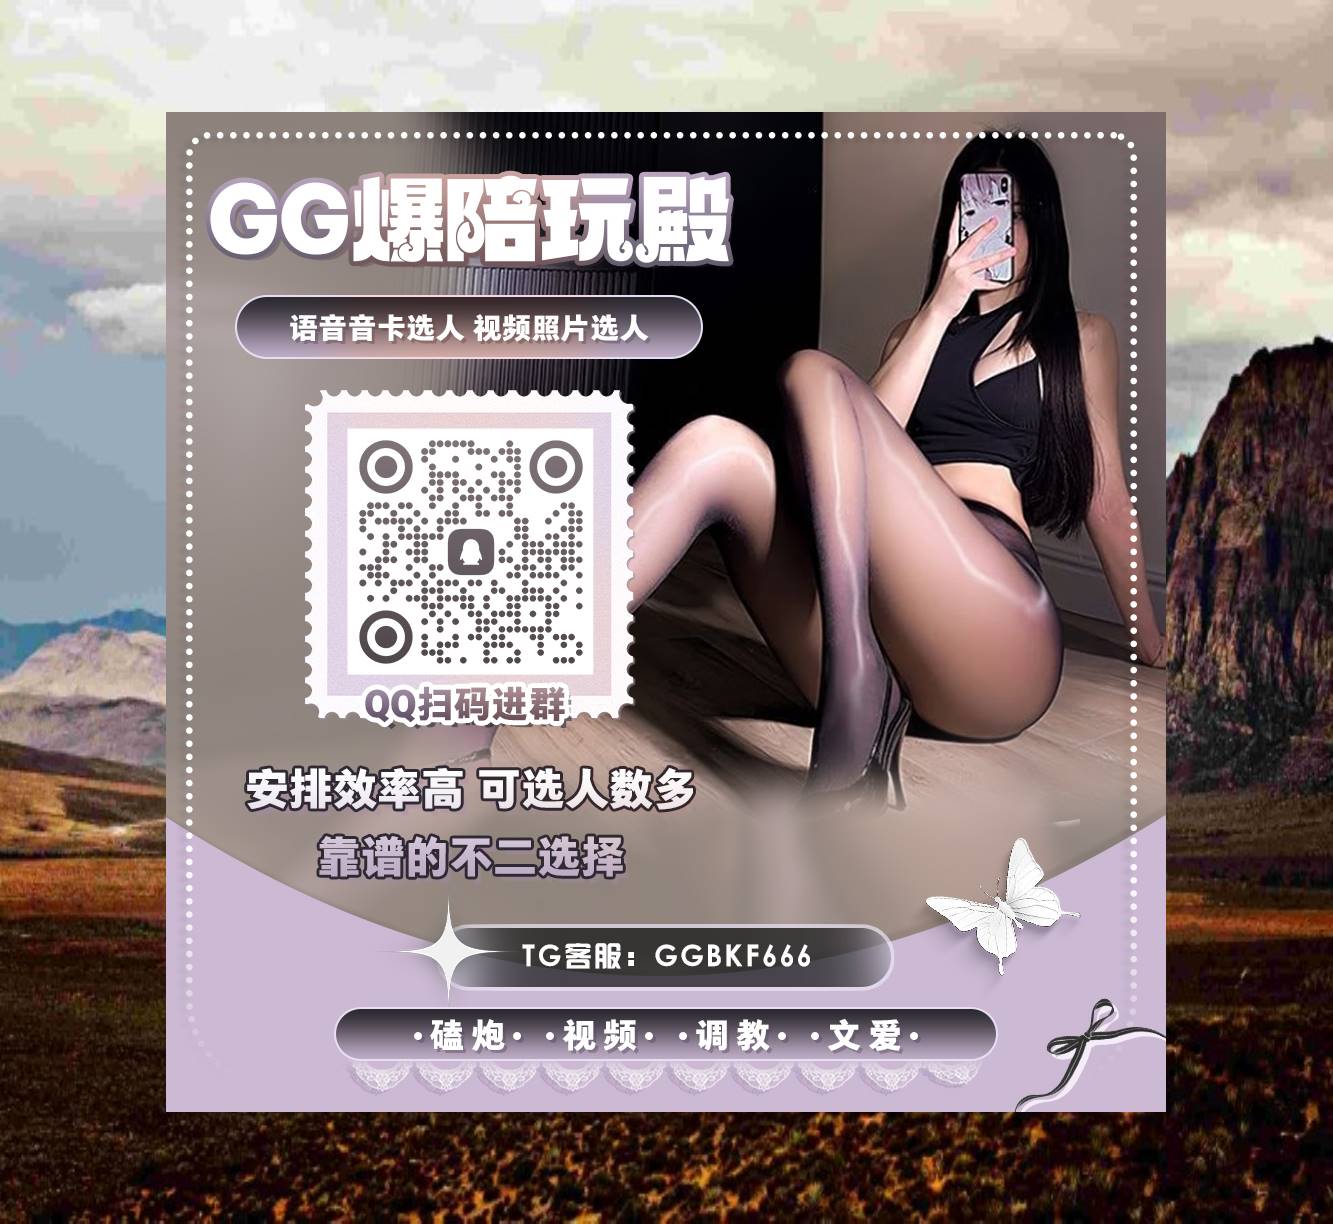 GG爆陪玩殿
语音音卡选人 视频照片选人
QQ扫码进群
安排效率高 可选人数多
靠谱的不二选择
TG客服：GGBKF666
·磕炮· ·视频· ·调教· ·文爱·